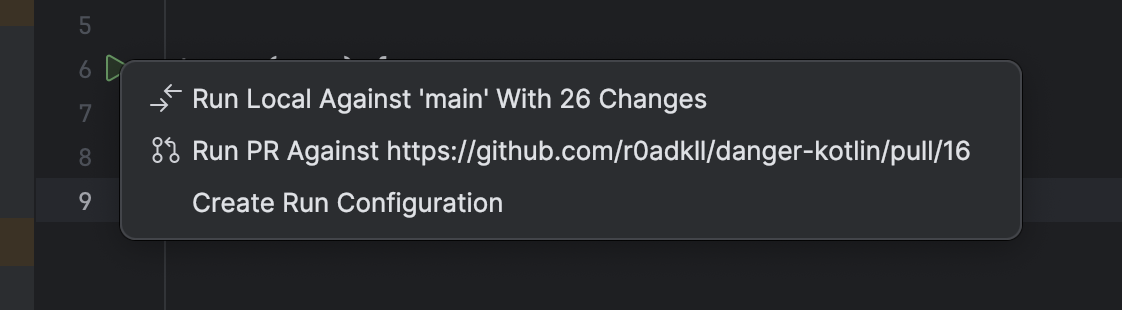 5
6
Run Local Against 'main' With 26 Changes
7
Run PR Against https://github.com/r0adkll/danger-kotlin/pull/16
8
9
Create Run Configuration